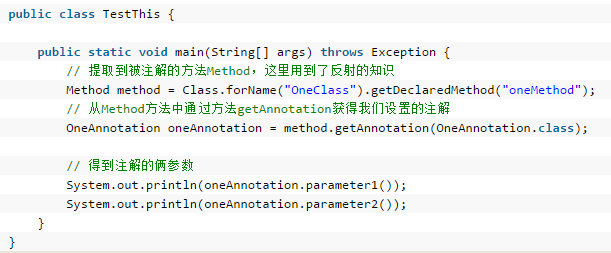 public class TestThis {
public static void main(String[] args) throws Exception {
// 提取到被注解的方法Method，这里用到了反射的知识
Method method = Class.forName("OneClass").getDeclaredMethod("oneMethod");
// 从Method方法中通过方法getAnnotation获得我们设置的注解
OneAnnotation oneAnnotation = method.getAnnotation(OneAnnotation.class);
// 得到注解的俩参数
System.out.println(oneAnnotation.parameter1());
System.out.println(oneAnnotation.parameter2());
}
}